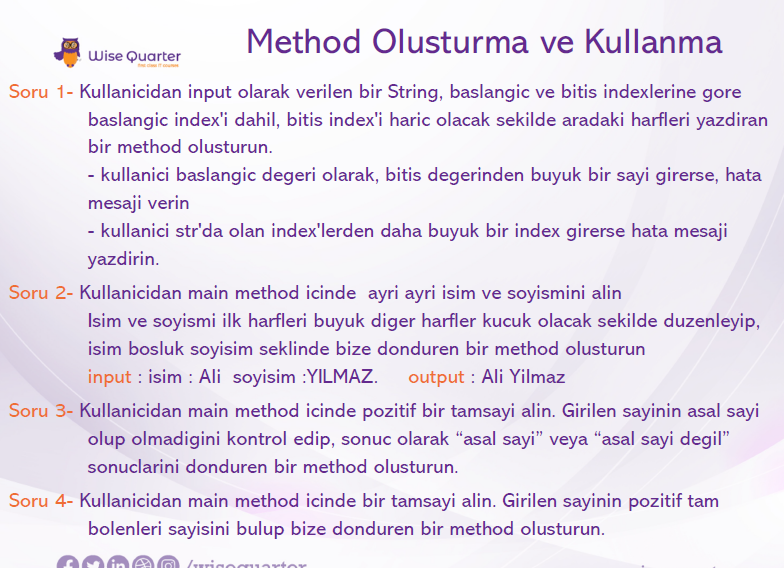 Wise Quarter
Method Olusturma ve Kullanma
Soru 1- Kullanicidan input olarak verilen bir String, baslangic ve bitis indexlerine gore
baslangic index'i dahil, bitis index'i haric olacak sekilde aradaki harfleri yazdiran
bir method olusturun.
- kullanici baslangic degeri olarak, bitis degerinden buyuk bir sayi girerse, hata
mesaji verin
- kullanici str'da olan index'lerden daha buyuk bir index girerse hata mesaji
yazdirin.
Soru 2- Kullanicidan main method icinde  ayri ayri isim ve soyismini alin
Isim ve soyismi ilk harfleri buyuk diger harfler kucuk olacak sekilde duzenleyip,
isim bosluk soyisim seklinde bize donduren bir method olusturun
input : isim : Ali  soyisim :YILMAZ.     output : Ali Yilmaz
Soru 3- Kullanicidan main method icinde pozitif bir tamsayi alin. Girilen sayinin asal sayi
olup olmadigini kontrol edip, sonuc olarak “asal sayi” veya “asal sayi degil”
sonuclarini donduren bir method olusturun.
Soru 4- Kullanicidan main method icinde bir tamsayi alin. Girilen sayinin pozitif tam
bolenleri sayisini bulup bize donduren bir method olusturun.
/wisequarter